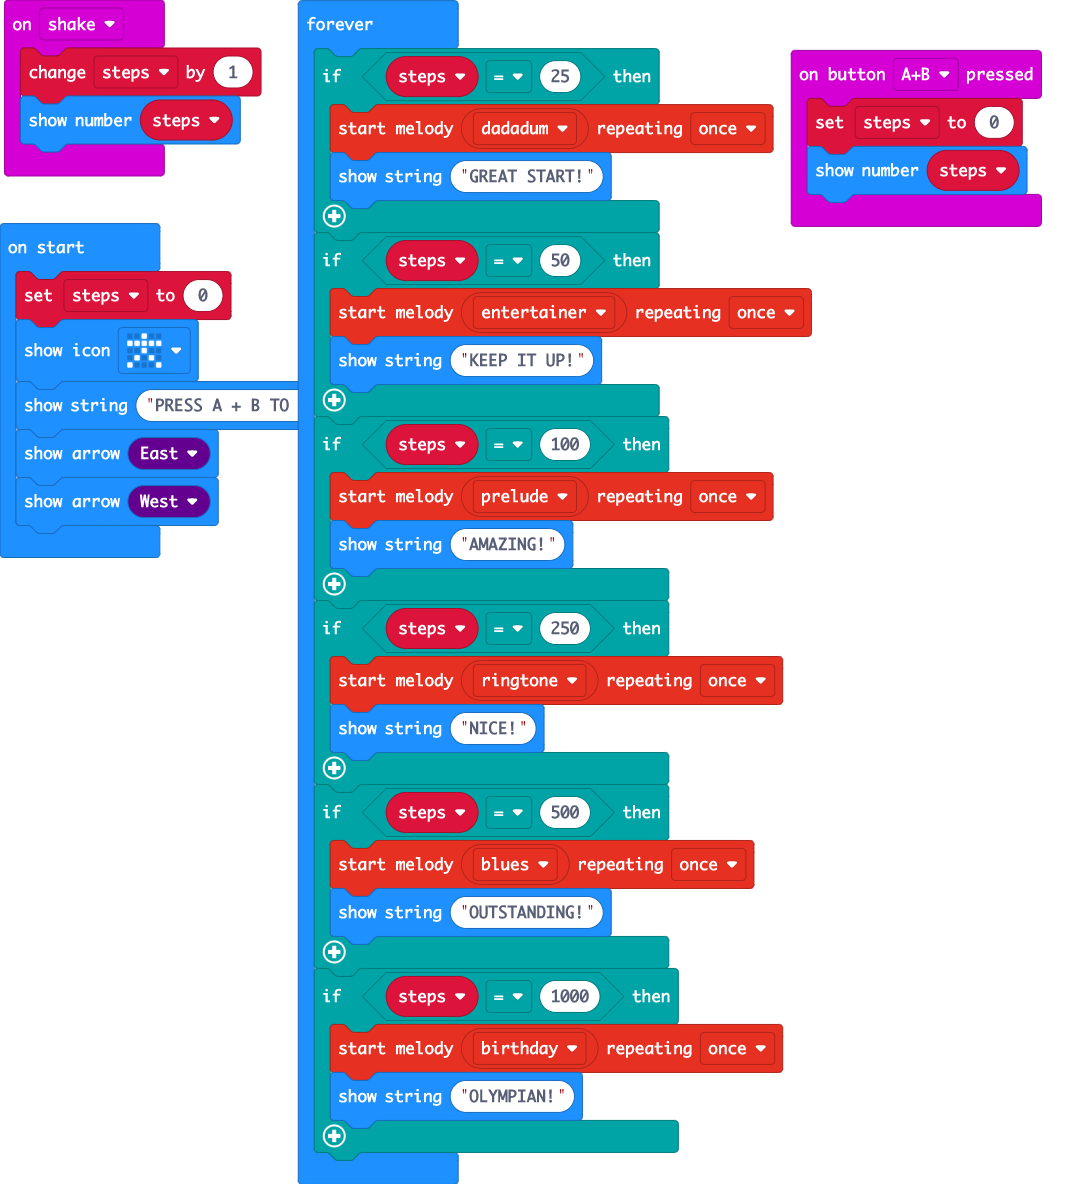 on shake
change steps by 1
show number steps
on start
set steps to 0
show icon
show string "PRESS A + B TO
show arrow East
show arrow West
forever
if steps = 25 then
start melody dadadum repeating once
show string "GREAT START!"
if steps = 50 then
start melody entertainer repeating once
show string "KEEP IT UP!"
if steps = 100 then
start melody prelude repeating once
show string "AMAZING!"
if steps = 250 then
start melody ringtone repeating once
show string "NICE!"
if steps = 500 then
start melody blues repeating once
show string "OUTSTANDING!"
if steps = 1000 then
start melody birthday repeating once
show string "OLYMPIAN!"
on button A+B pressed
set steps to 0
show number steps